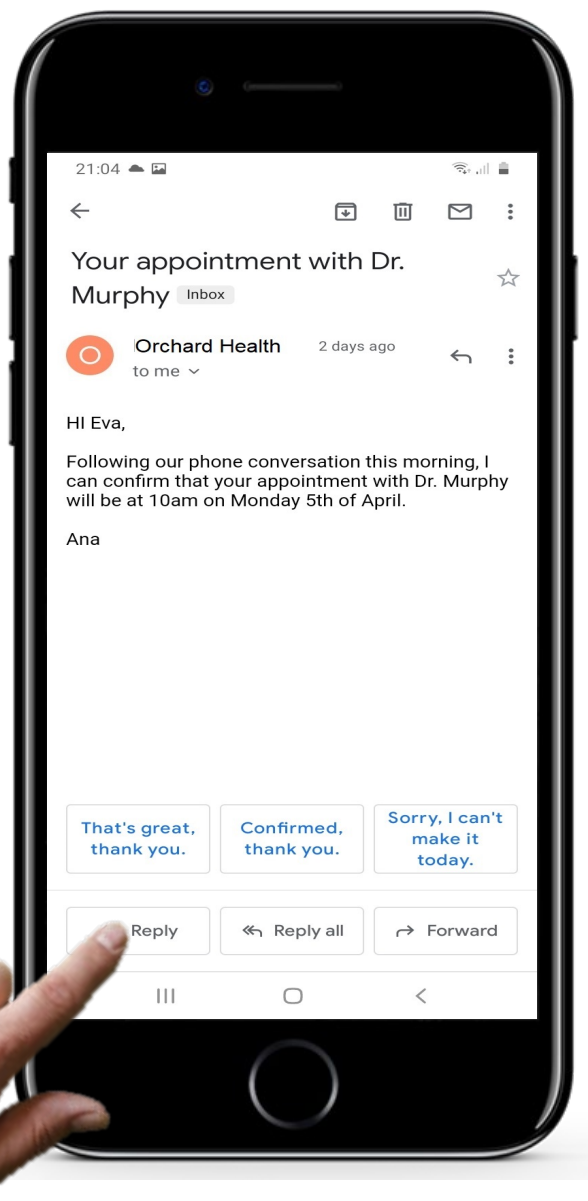 21:04
Your appointment with Dr.
Murphy Inbox
O Orchard Health 2 days ago
to me
HI Eva,
Following our phone conversation this morning, I
can confirm that your appointment with Dr. Murphy
will be at 10am on Monday 5th of April.
Ana
That's great,
thank you.
Confirmed,
thank you.
Sorry, I can't
make it
today.
Reply
Reply all
Forward